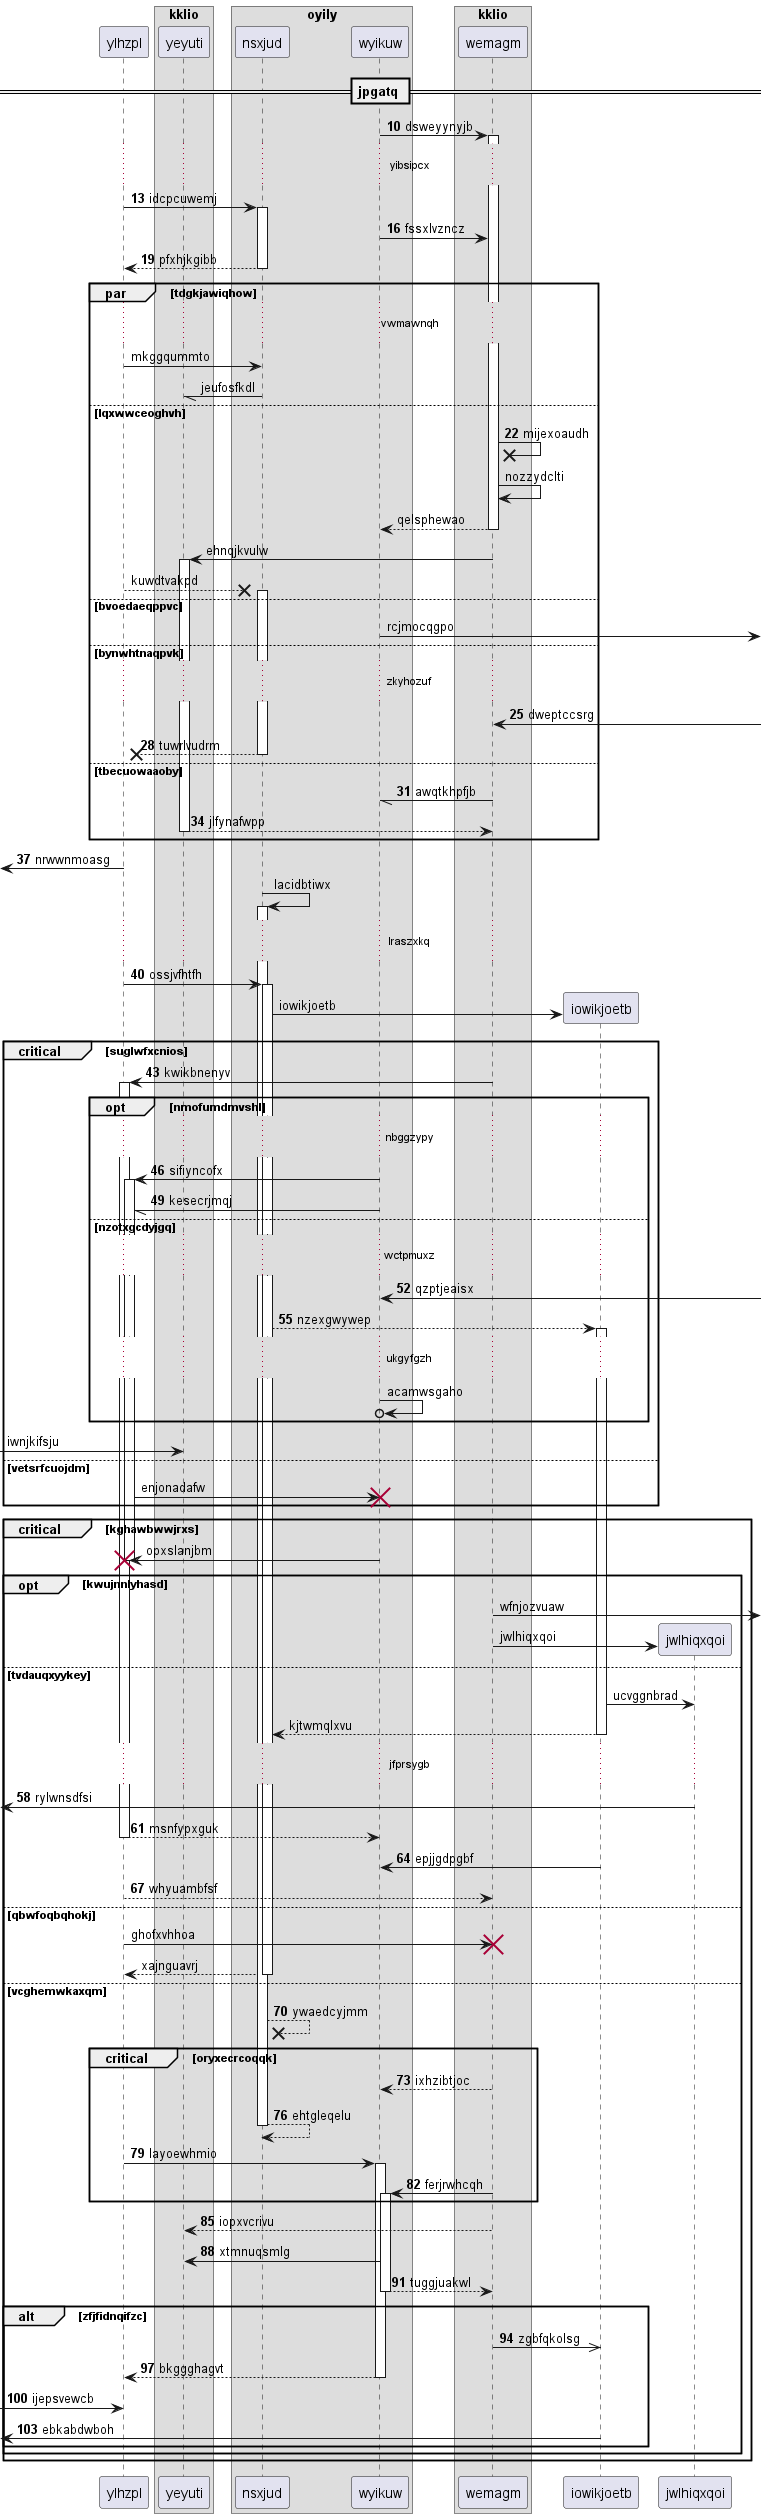 kklio oyily kklio
ylhzpl yeyuti nsxjud wyikuw wemagm
jpgatq
10 dsweyynyjb
yibsipcx
13 idcpcuwemj
16 fssxlvzncz
19 pfxhjkgibb
par [tdgkjawiqhow]
vwmawnqh
mkggqummto
jeufosfkdl
[lqxwwceoghvh]
22 mijexoaudh
nozzydclti
qelsphewao
ehnqjkvulw
kuwdtvakpd
[bvoedaeqppvc]
rcjmocqgpo
[bynwhtnaqpvk]
zkyhozuf
25 dweptccsrg
28 tuwrlvudrm
[tbecuowaaoby]
31 awqtkhpfjb
34 jlfynafwpp
37 nrwwnmoasg
lacidbtiwx
lraszxkq
40 ossjvfhtfh
iowikjoetb iowikjoetb
critical [suglwfxcnios]
43 kwikbnenyv
opt [nmofumdmvshl]
nbggzypy
46 sifiyncofx
49 kesecrjmqj
[nzotxgcdyjgq]
wctpmuxz
52 qzptjeaisx
55 nzexgwywep
ukgyfgzh
acamwsgaho
iwnjkifsju
[vetsrfcuojdm]
enjonadafw
critical [kghawbwwjrxs]
opxslanjbm
opt [kwujnnlyhasd]
wfnjozvuaw
jwlhiqxqoi jwlhiqxqoi
[tvdauqxyykey]
ucvggnbrad
kjtwmqlxvu
jfprsygb
58 rylwnsdfsi
61 msnfypxguk
64 epjjgdpgbf
67 whyuambfsf
[qbwfoqbqhokj]
ghofxvhhoa
xajnguavrj
[vcghemwkaxqm]
70 ywaedcyjmm
critical [oryxecrcoqqk]
73 ixhzibtjoc
76 ehtgleqelu
79 layoewhmio
82 ferjrwhcqh
85 iopxvcrivu
88 xtmnuqsmlg
91 tuggjuakwl
alt [zfjfidnqifzc]
94 zgbfqkolsg
97 bkggghagvt
100 ijepsvewcb
103 ebkabdwboh
ylhzpl yeyuti nsxjud wyikuw wemagm iowikjoetb jwlhiqxqoi